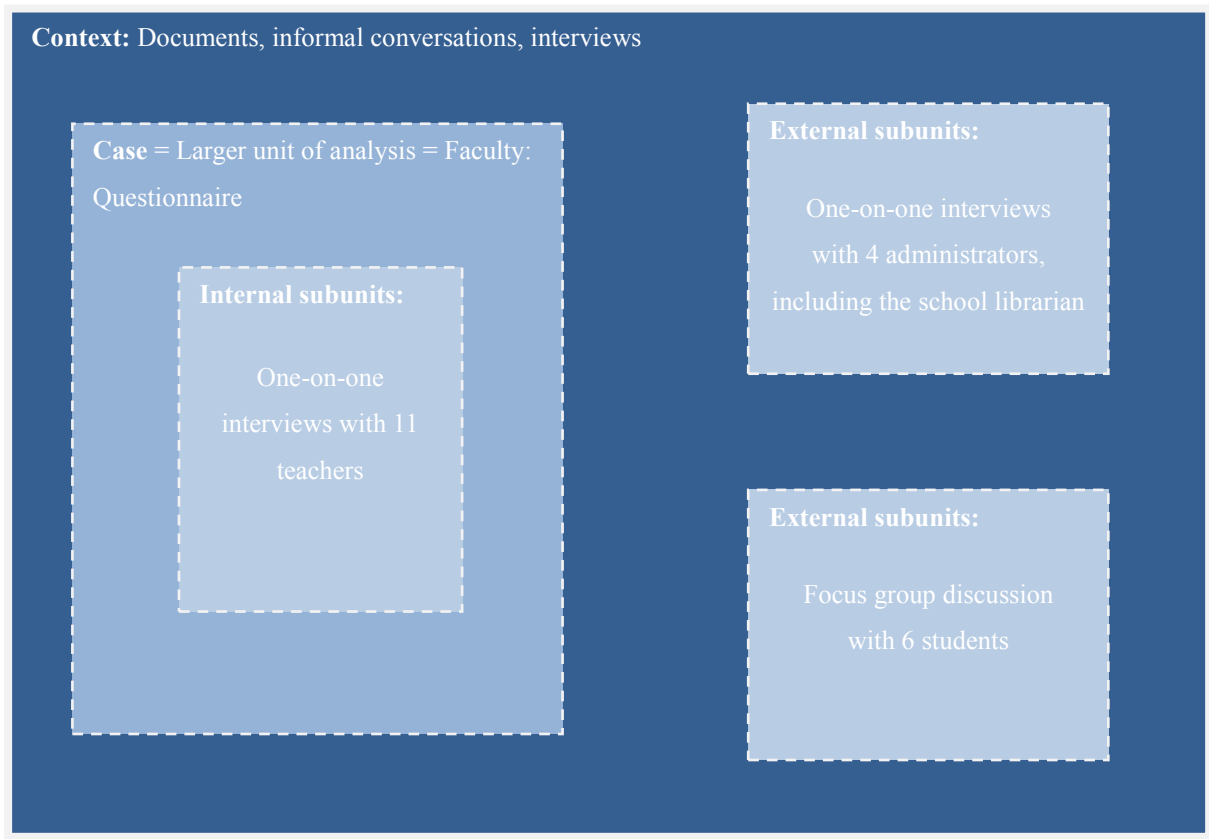 Context: Documents, informal conversations, interviews
Case = Larger unit of analysis = Faculty:
Questionnaire
Internal subunits:
One-on-one
interviews with 11
teachers
External subunits:
One-on-one interviews
with 4 administrators,
including the school librarian
External subunits:
Focus group discussion
with 6 students